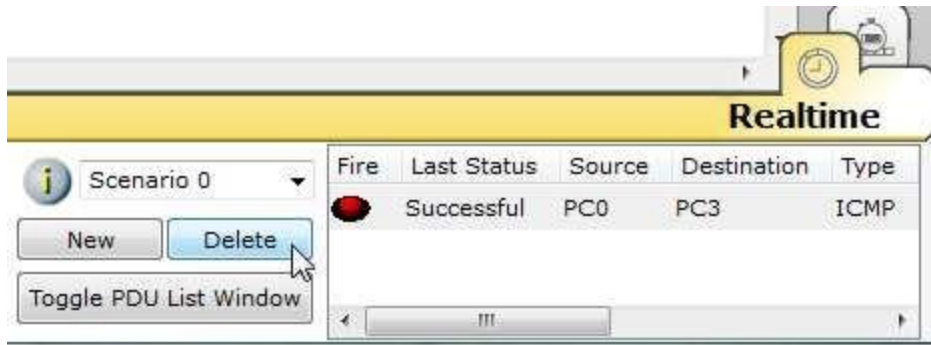 Realtime
i Scenario 0
Fire Last Status Source Destination Type
Successful PC0 PC3 ICMP
New Delete
Toggle PDU List Window